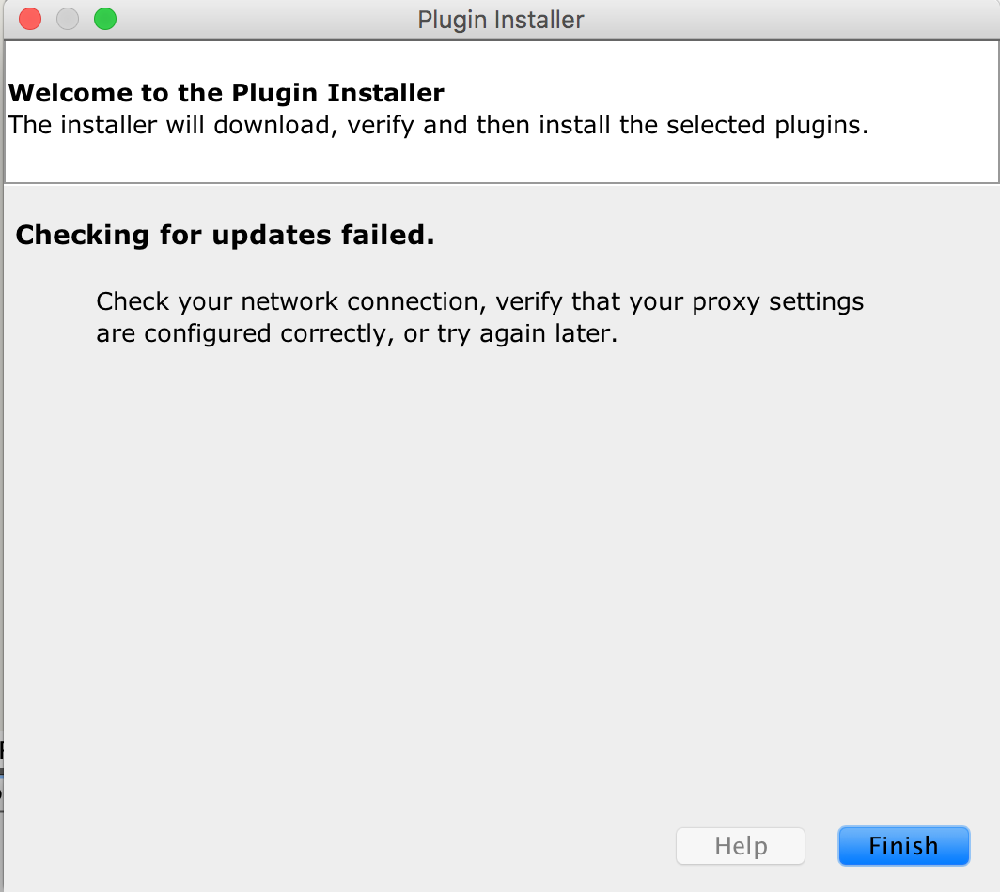 Plugin Installer
Welcome to the Plugin Installer
The installer will download, verify and then install the selected plugins.
Checking for updates failed.
Check your network connection, verify that your proxy settings
are configured correctly, or try again later.
Help
Finish